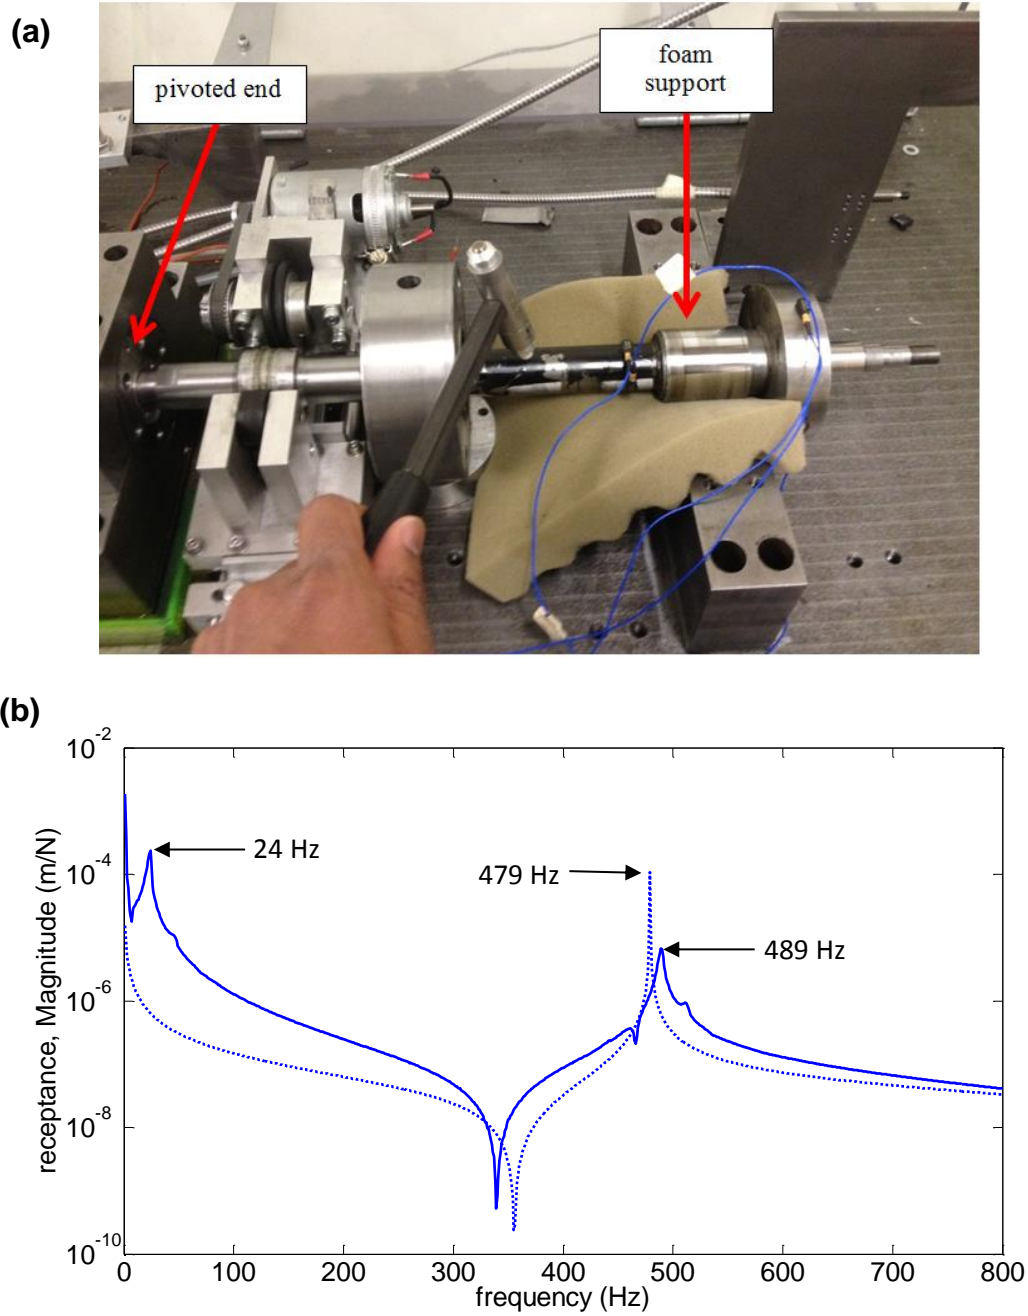 (a)
pivoted end
foam
support
(b)
receptance, Magnitude (m/N)
10-2
10-4
10-6
10-8
10-10
24 Hz
479 Hz
489 Hz
0 100 200 300 400 500 600 700 800
frequency (Hz)